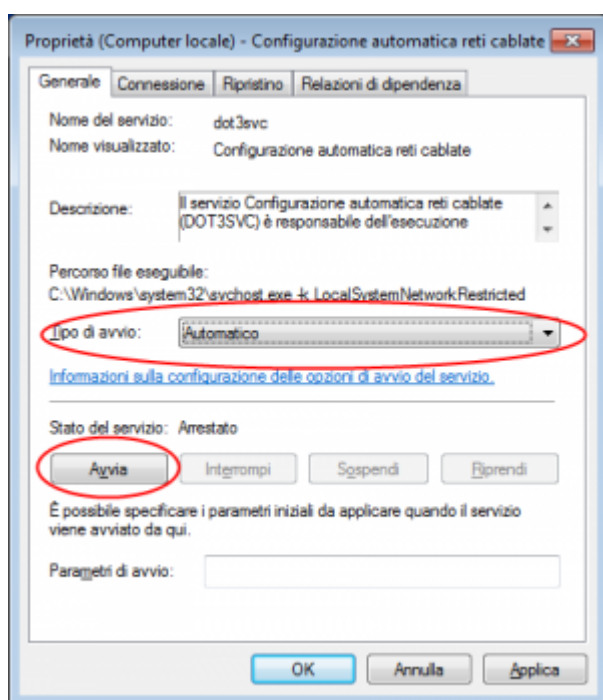 Proprietà (Computer locale) - Configurazione automatica reti cablate
Generale Connessione Ripristino Relazioni di dipendenza
Nome del servizio: dot3svc
Nome visualizzato: Configurazione automatica reti cablate
Descrizione: Il servizio Configurazione automatica reti cablate
(DOT3SVC) è responsabile dell'esecuzione
Percorso file eseguibile:
C:\Windows\system32\svchost.exe -k LocalSystemNetworkRestricted
Tipo di avvio: Automatico
Informazioni sulla configurazione delle opzioni di avvio del servizio.
Stato del servizio: Arrestato
Avvia Interrompi Sospendi Riprendi
È possibile specificare i parametri iniziali da applicare quando il servizio
viene avviato da qui.
Parametri di avvio:
OK Annulla Applica